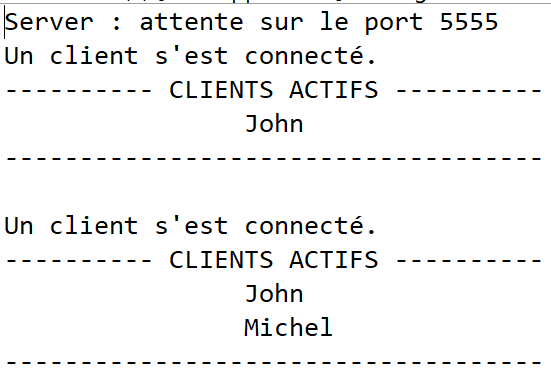 Server : attente sur le port 5555
Un client s'est connecté.
---------- CLIENTS ACTIFS ----------
John
------------------------------------
Un client s'est connecté.
---------- CLIENTS ACTIFS ----------
John
Michel
------------------------------------